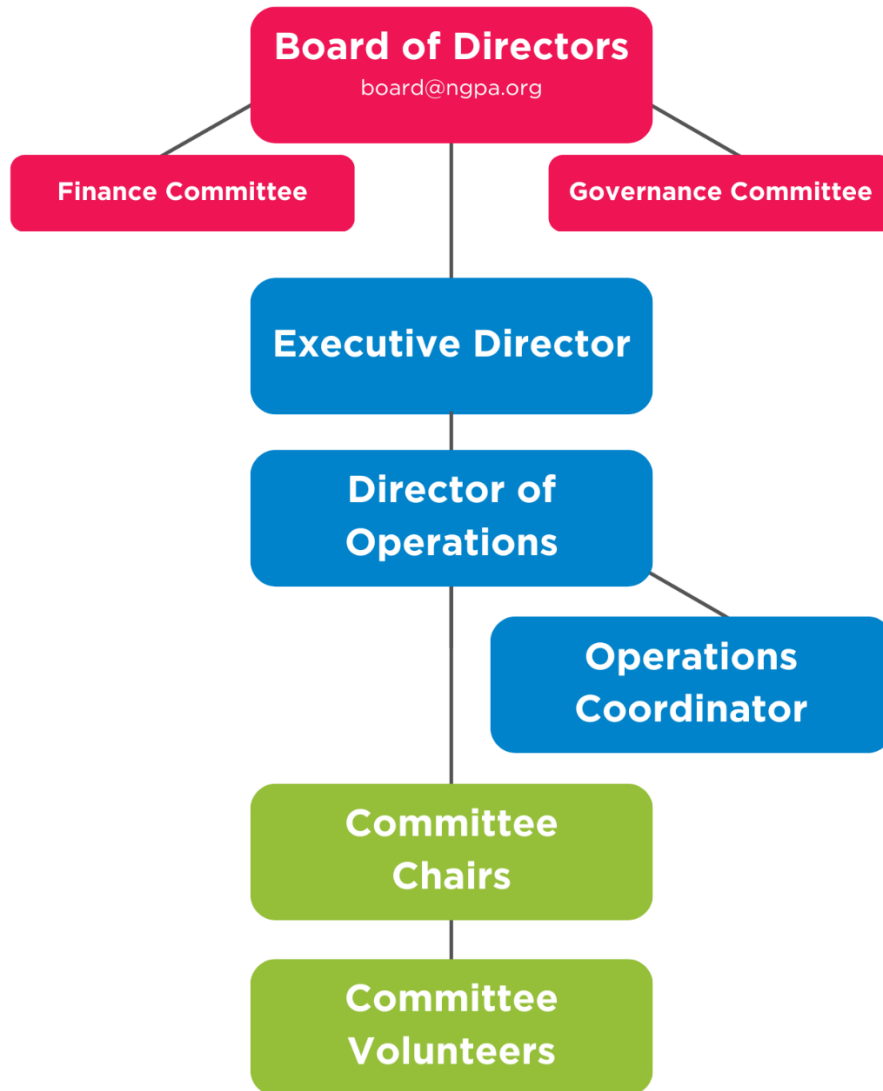 Board of Directors
board@ngpa.org
Finance Committee
Governance Committee
Executive Director
Director of
Operations
Operations
Coordinator
Committee
Chairs
Committee
Volunteers